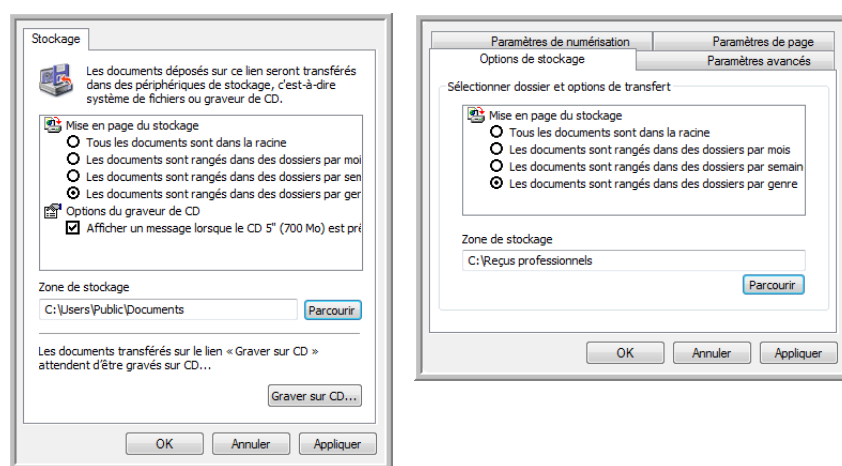 Stockage
Les documents déposés sur ce lien seront transférés
dans des périphériques de stockage, c'est-à-dire
système de fichiers ou graveur de CD.
Mise en page du stockage
Tous les documents sont dans la racine
Les documents sont rangés dans des dossiers par moi
Les documents sont rangés dans des dossiers par sen
Les documents sont rangés dans des dossiers par ger
Options du graveur de CD
Afficher un message lorsque le CD 5" (700 Mo) est pré
Zone de stockage
C:\Users\Public\Documents
Parcourir
Les documents transférés sur le lien « Graver sur CD »
attendent d'être gravés sur CD...
Graver sur CD...
OK Annuler Appliquer
Paramètres de numérisation Paramètres de page
Options de stockage Paramètres avancés
Sélectionner dossier et options de transfert
Mise en page du stockage
Tous les documents sont dans la racine
Les documents sont rangés dans des dossiers par mois
Les documents sont rangés dans des dossiers par semain
Les documents sont rangés dans des dossiers par genre
Zone de stockage
C:\Reçus professionnels
Parcourir
OK Annuler Appliquer